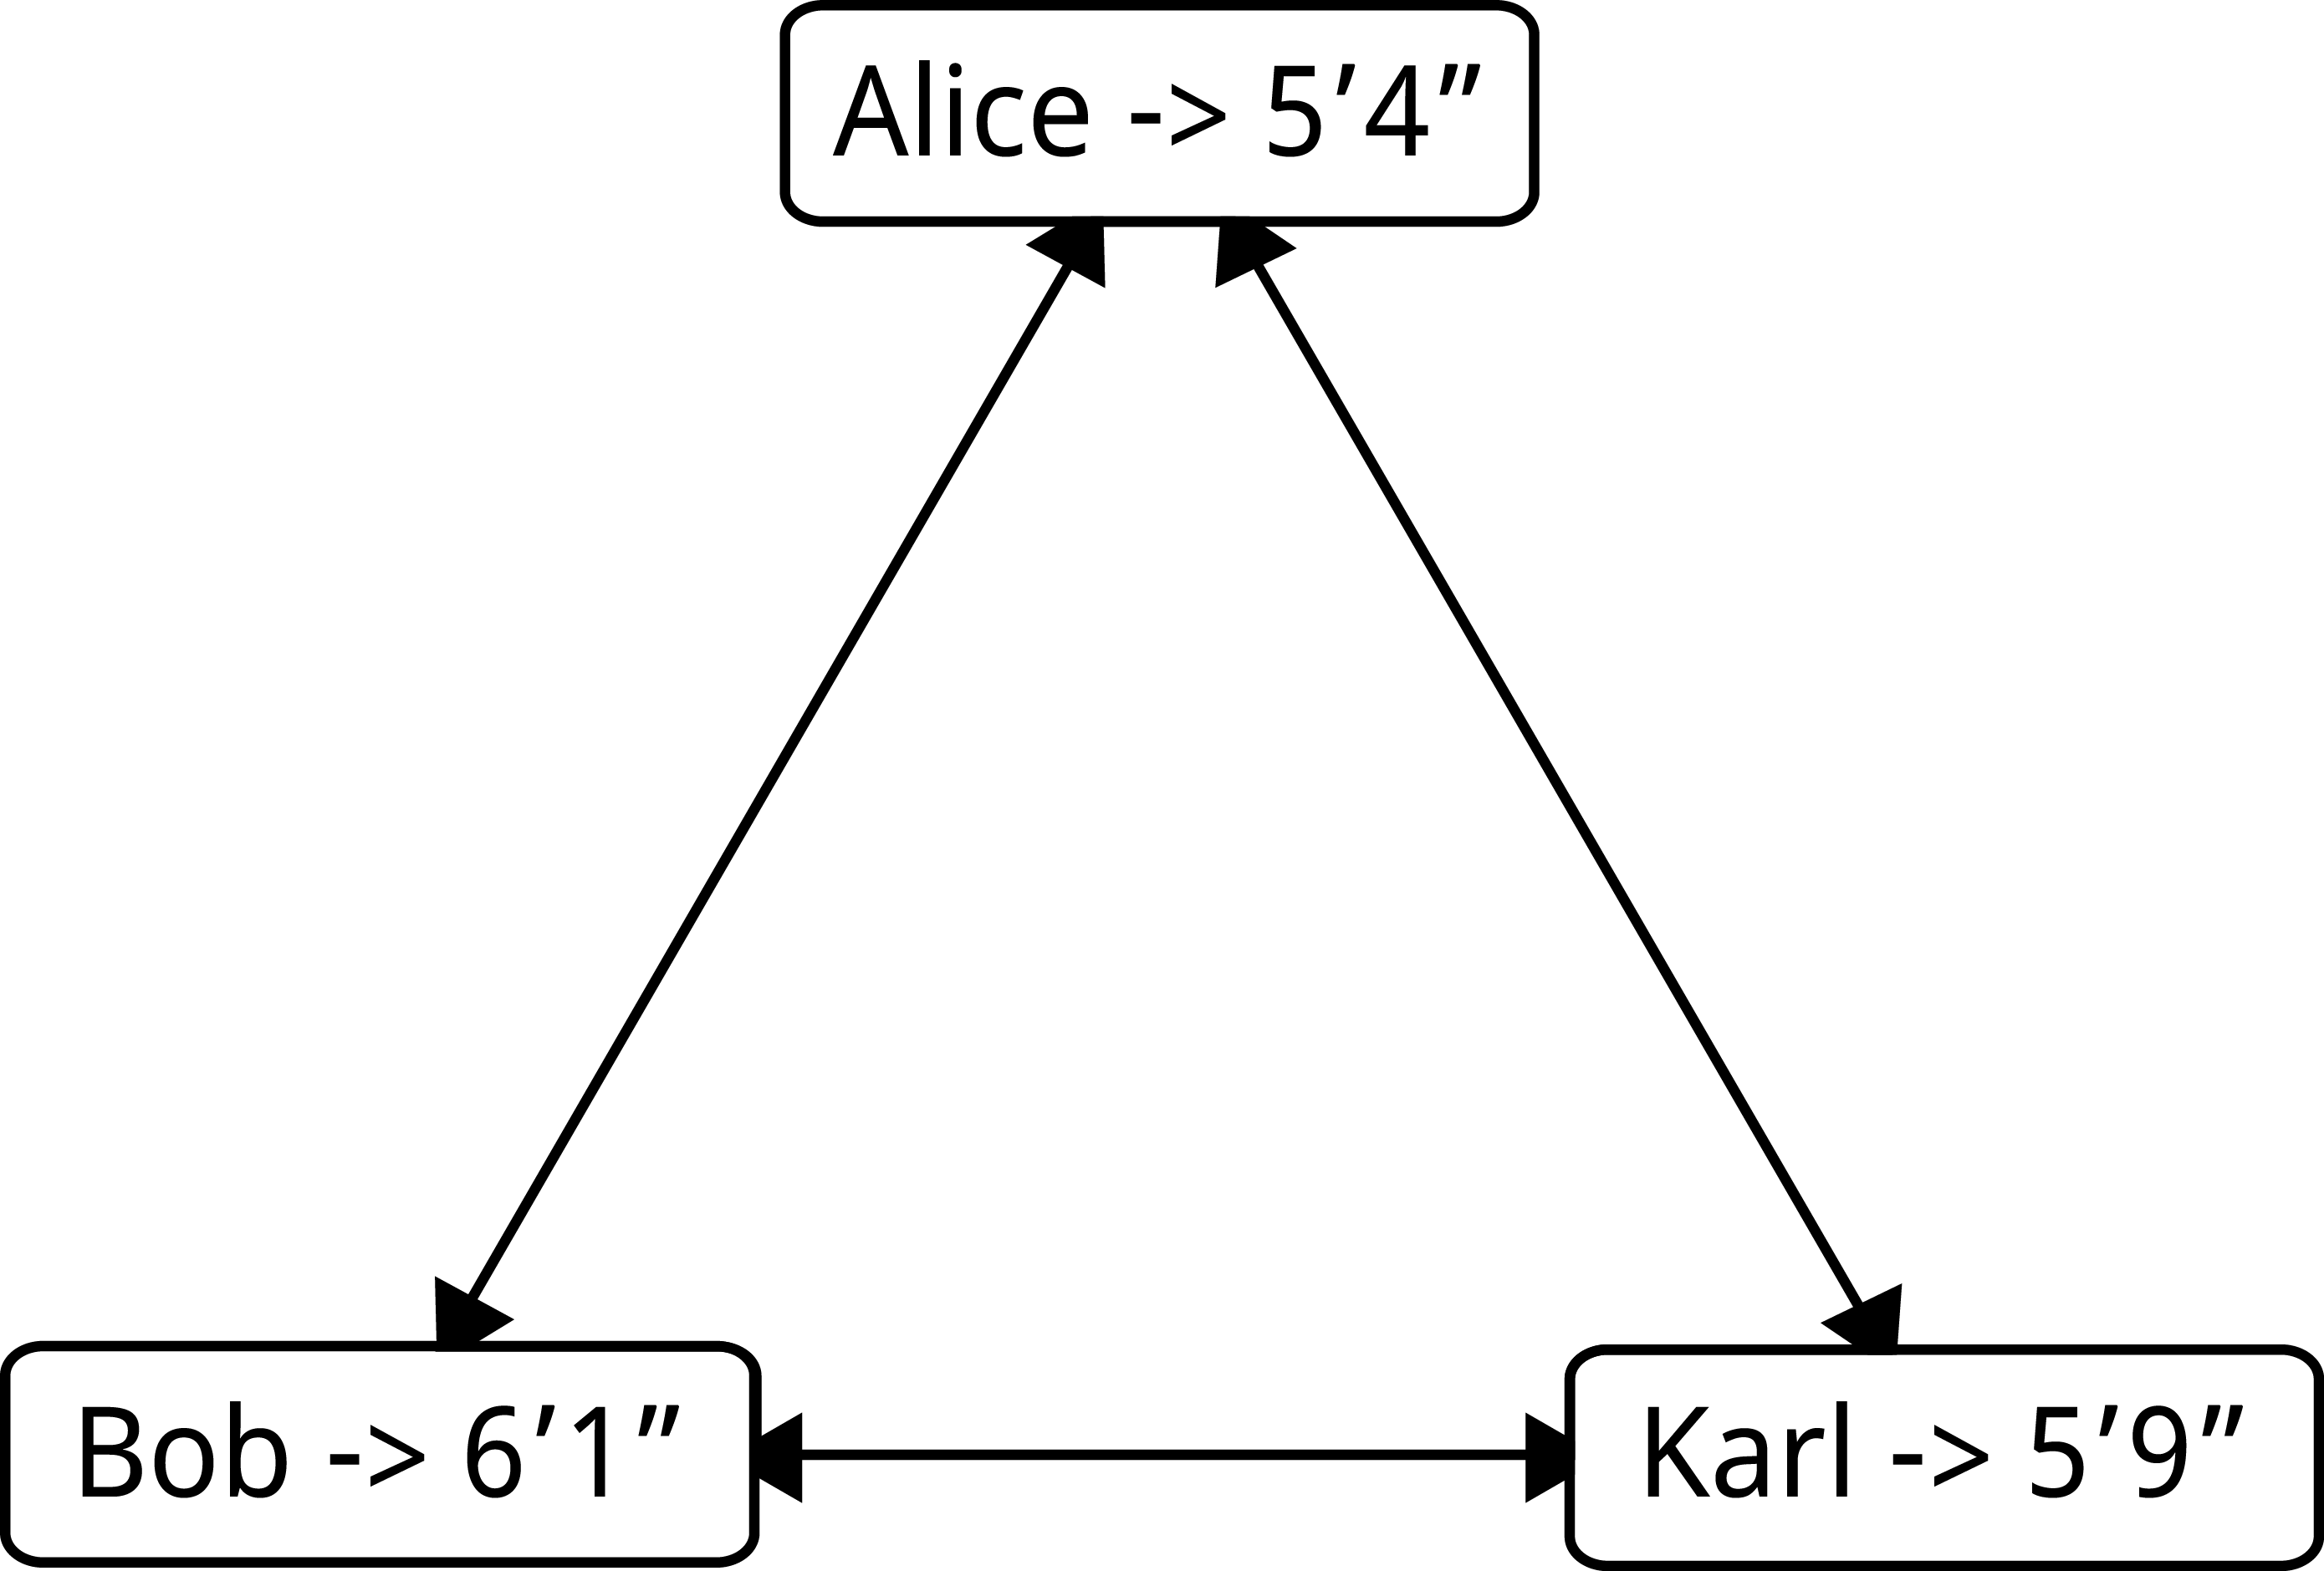 Alice -> 5’4”
Bob -> 6’1”
Karl -> 5’9”